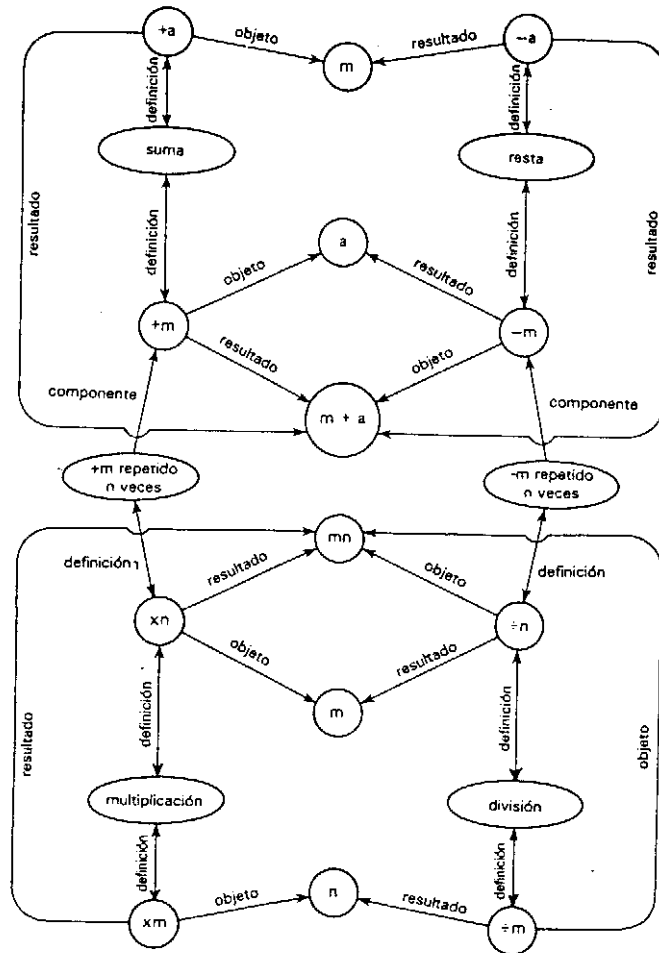 +a
objeto
m
resultado
-a
definición
definición
suma
resta
resultado
resultado
definición
definición
a
objeto
resultado
+m
-m
resultado
objeto
componente
m + a
componente
+m repetido
n veces
-m repetido
n veces
mn
definición
resultado
objeto
definición
xn
÷n
objeto
resultado
m
resultado
definición
definición
objeto
multiplicación
división
definición
definición
n
objeto
resultado
xm
÷m